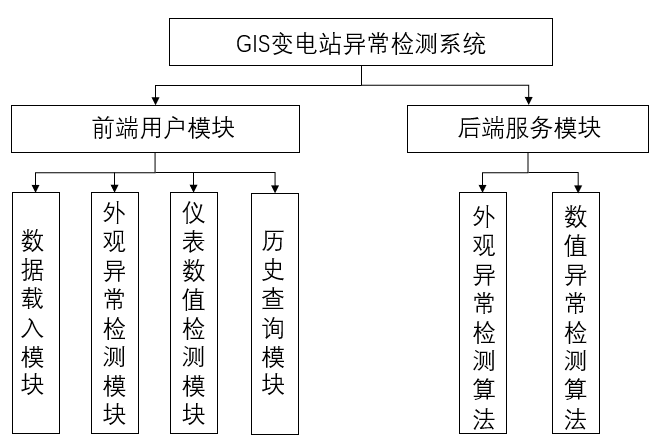 GIS变电站异常检测系统
前端用户模块
后端服务模块
数据载入模块
外观异常检测模块
仪表数值检测模块
历史查询模块
外观异常检测算法
数值异常检测算法